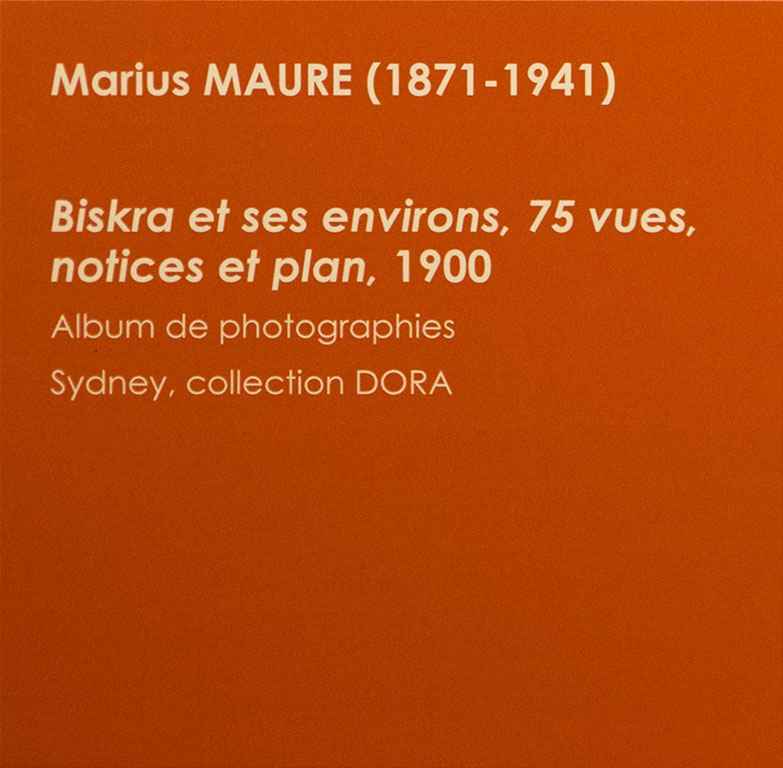 Marius MAURE (1871-1941)
Biskra et ses environs, 75 vues,
notices et plan, 1900
Album de photographies
Sydney, collection DORA